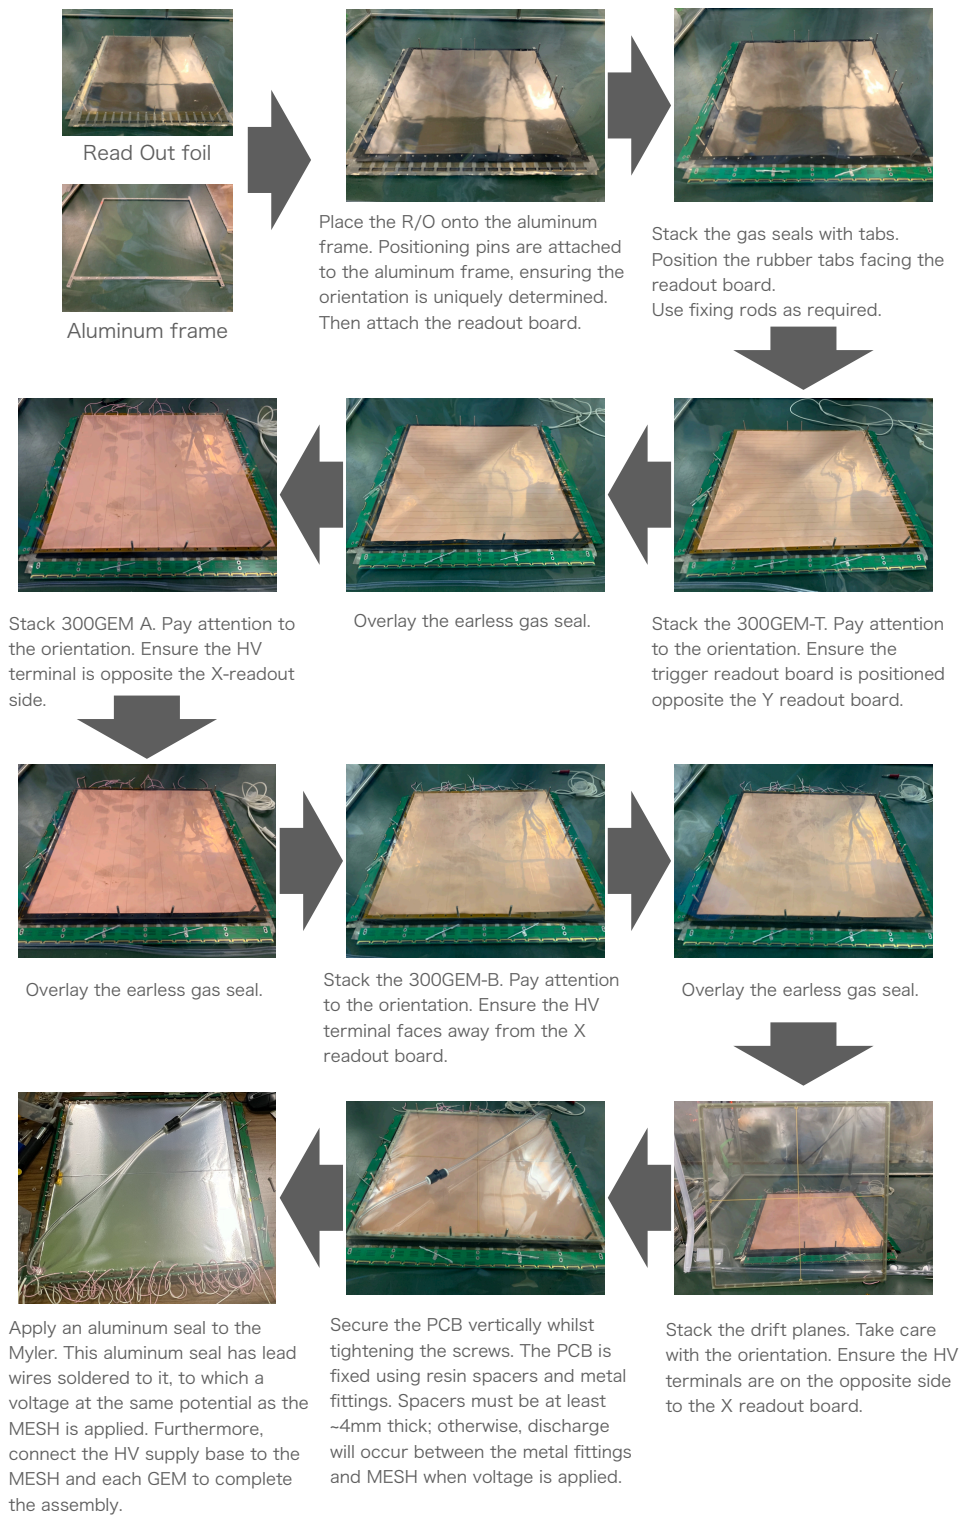 Read Out foil
Aluminum frame
Place the R/O onto the aluminum
frame. Positioning pins are attached
to the aluminum frame, ensuring the
orientation is uniquely determined.
Then attach the readout board.
Stack the gas seals with tabs.
Position the rubber tabs facing the
readout board.
Use fixing rods as required.
Stack the 300GEM-T. Pay attention
to the orientation. Ensure the
trigger readout board is positioned
opposite the Y readout board.
Overlay the earless gas seal.
Stack 300GEM A. Pay attention to
the orientation. Ensure the HV
terminal is opposite the X-readout
side.
Overlay the earless gas seal.
Stack the 300GEM-B. Pay attention
to the orientation. Ensure the HV
terminal faces away from the X
readout board.
Overlay the earless gas seal.
Stack the drift planes. Take care
with the orientation. Ensure the HV
terminals are on the opposite side
to the X readout board.
Secure the PCB vertically whilst
tightening the screws. The PCB is
fixed using resin spacers and metal
fittings. Spacers must be at least
~4mm thick; otherwise, discharge
will occur between the metal fittings
and MESH when voltage is applied.
Apply an aluminum seal to the
Myler. This aluminum seal has lead
wires soldered to it, to which a
voltage at the same potential as the
MESH is applied. Furthermore,
connect the HV supply base to the
MESH and each GEM to complete
the assembly.